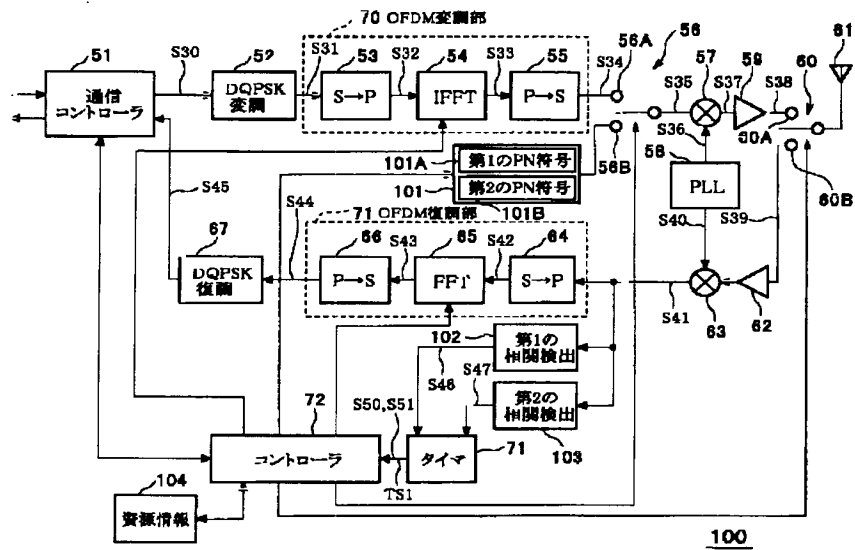 70 OFDM変調部
51
S30
52
S31
53
S32
54
S33
55
S34
56A
56
57
59
60
61
通信
コントローラ
DQPSK
変調
S→P
IFFT
P→S
S35
S37
S38
S36
60A
58
56B
60B
PLL
101A
第1のPN符号
101
第2のPN符号
101B
S45
S44
71 OFDM復調部
S40
S39
67
66
S43
65
S42
64
DQPSK
復調
P→S
FFT
S→P
S41
63
62
102
第1の
相関検出
S46
S47
第2の
相関検出
103
S50,S51
72
コントローラ
タイマ
71
TS1
104
資源情報
100